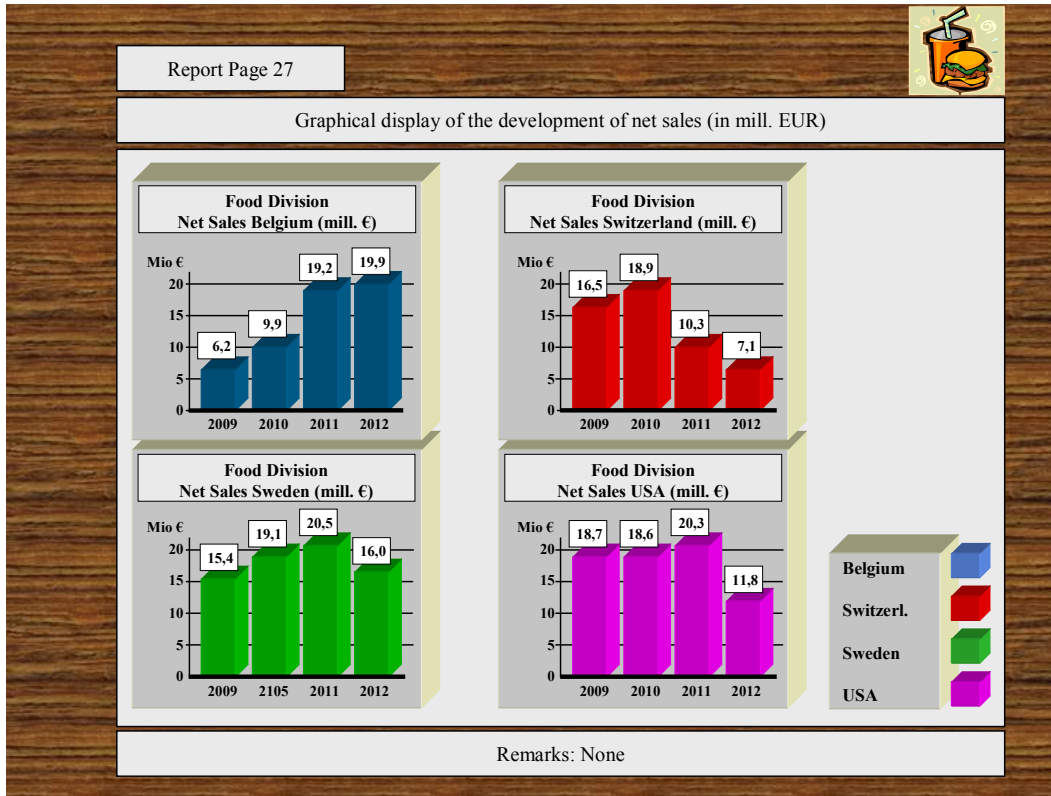 Report Page 27
Graphical display of the development of net sales (in mill. EUR)
Food Division
Net Sales Belgium (mill. €)
Mio €
20
15
10
5
0
6,2
9,9
19,2
19,9
2009 2010 2011 2012
Food Division
Net Sales Switzerland (mill. €)
Mio €
20
15
10
5
0
16,5
18,9
10,3
7,1
2009 2010 2011 2012
Food Division
Net Sales Sweden (mill. €)
Mio €
20
15
10
5
0
15,4
19,1
20,5
16,0
2009 2105 2011 2012
Food Division
Net Sales USA (mill. €)
Mio €
20
15
10
5
0
18,7
18,6
20,3
11,8
2009 2010 2011 2012
Belgium
Switzerl.
Sweden
USA
Remarks: None